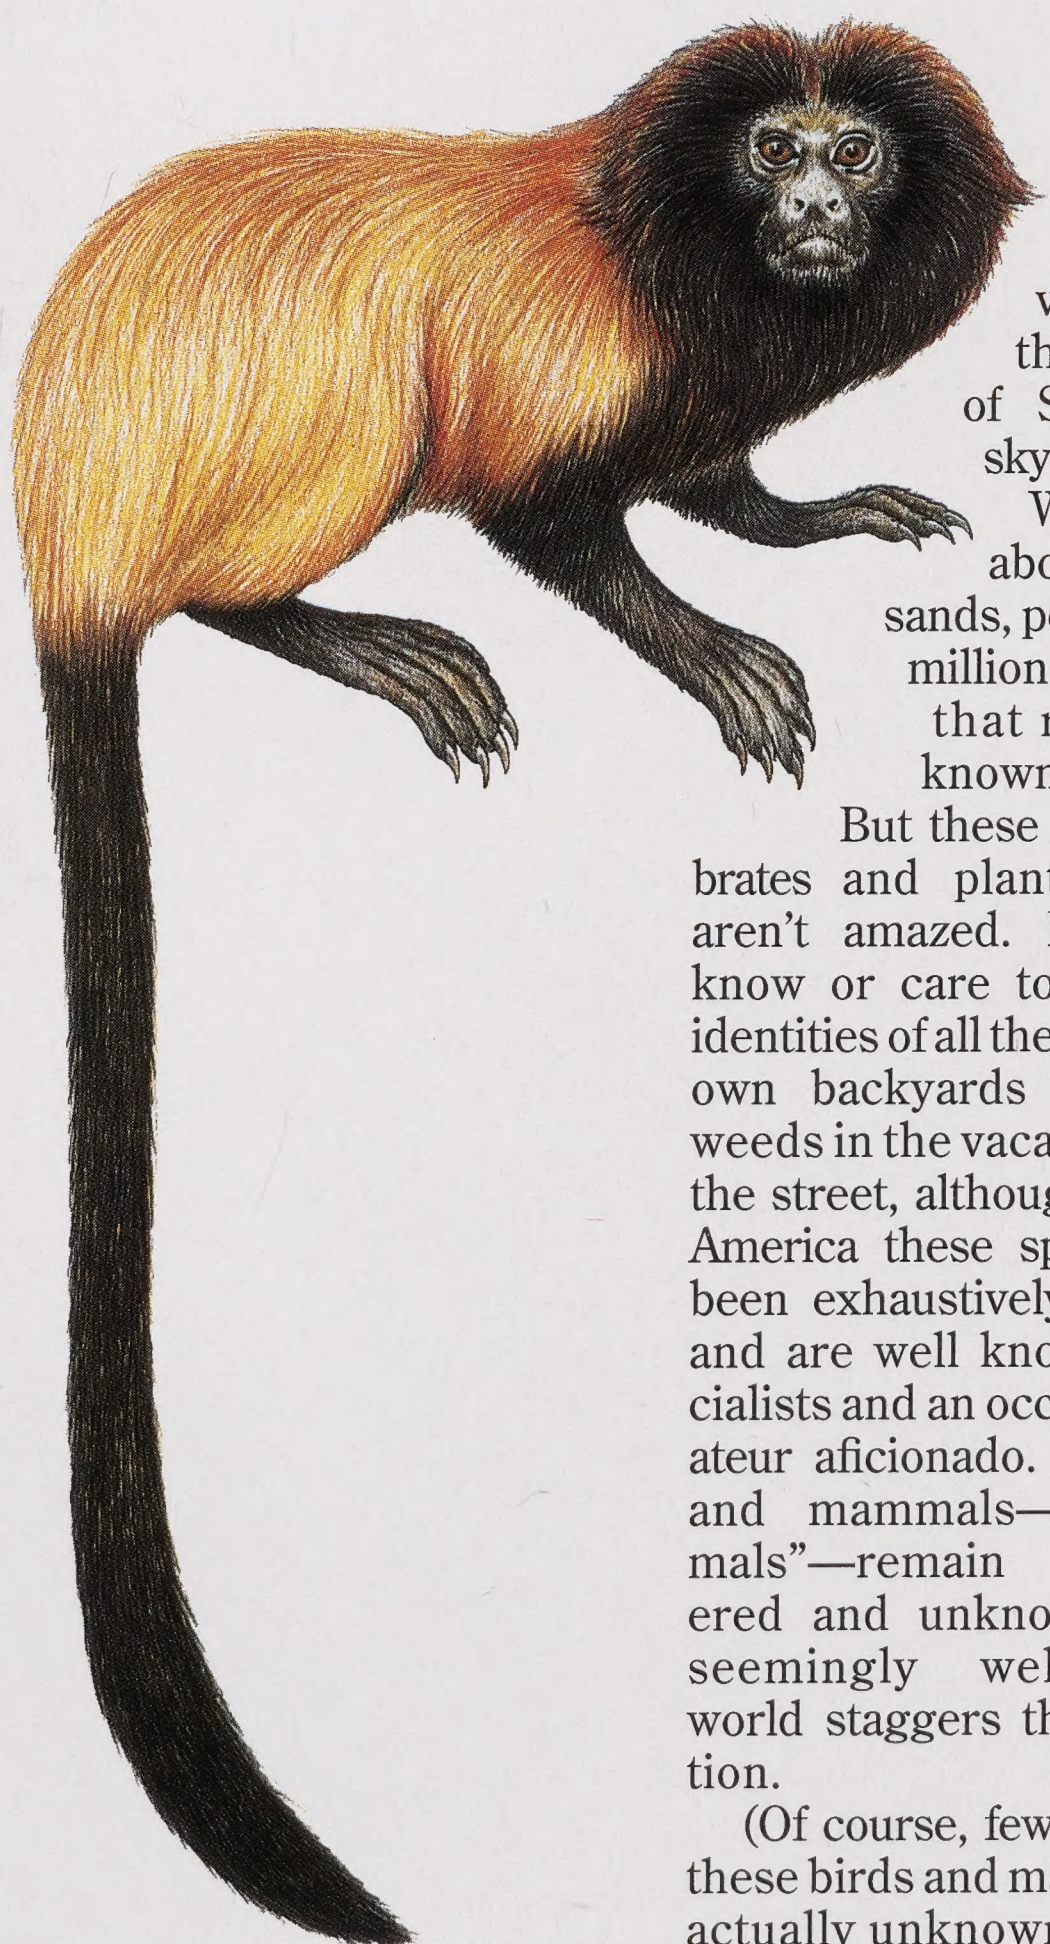 th
of S
sky
W
abo
sands, pe
million
that r
known
But these
brates and plant
aren't amazed.
know or care to
identities of all the
own backyards
weeds in the vaca
the street, althoug
America these sp
been exhaustively
and are well kno
cialists and an occ
ateur aficionado.
and mammals—
mals”—remain
ered and unkno
seemingly wel
world staggers th
tion.
(Of course, few
these birds and ma
actually unknown